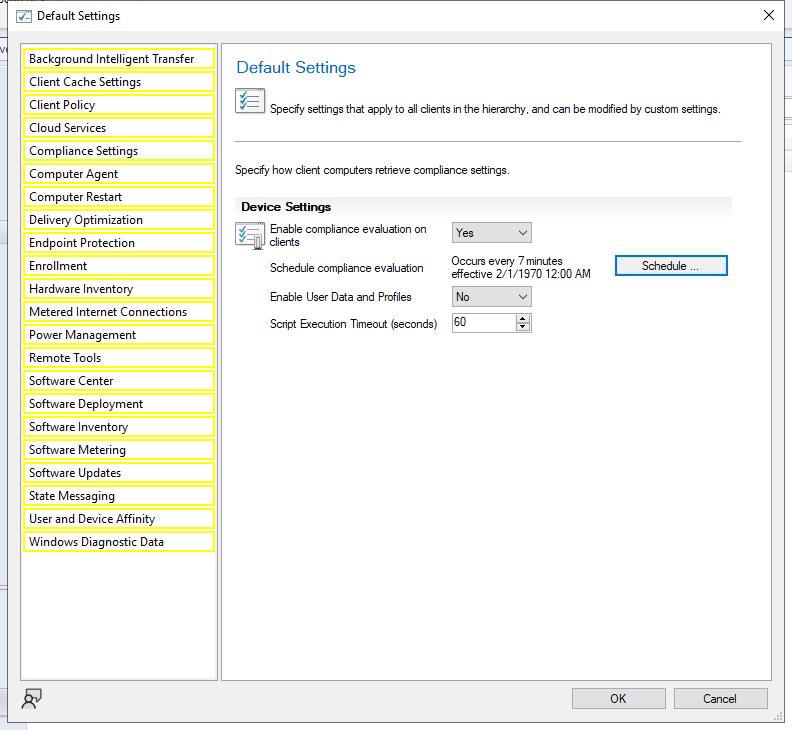 Default Settings
Background Intelligent Transfer
Client Cache Settings
Client Policy
Cloud Services
Compliance Settings
Computer Agent
Computer Restart
Delivery Optimization
Endpoint Protection
Enrollment
Hardware Inventory
Metered Internet Connections
Power Management
Remote Tools
Software Center
Software Deployment
Software Inventory
Software Metering
Software Updates
State Messaging
User and Device Affinity
Windows Diagnostic Data
Default Settings
Specify settings that apply to all clients in the hierarchy, and can be modified by custom settings.
Specify how client computers retrieve compliance settings.
Device Settings
Enable compliance evaluation on
clients
Yes
Schedule compliance evaluation
Occurs every 7 minutes
effective 2/1/1970 12:00 AM
Schedule ...
Enable User Data and Profiles
No
Script Execution Timeout (seconds)
60
OK
Cancel